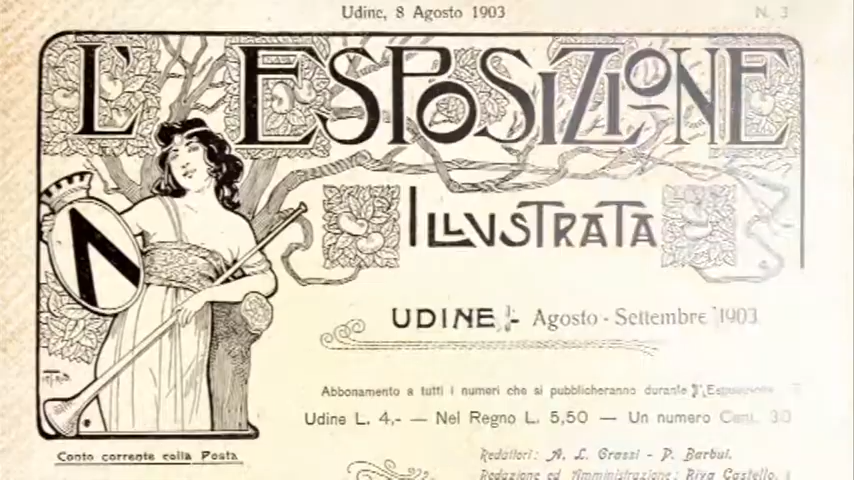 Udine, 8 Agosto 1903
N. 3
L'ESPOSIZIONE
ILLUSTRATA
UDINE - Agosto - Settembre 1903
Abbonamento a tutti i numeri che si pubblicheranno durante l'Esposizione
Udine L. 4,- — Nel Regno L. 5,50 — Un numero Cent. 30
Conto corrente colla Posta
Redattori: A. L. Grassi - P. Barbui.
Redazione ed Amministrazione: Riva Castello,